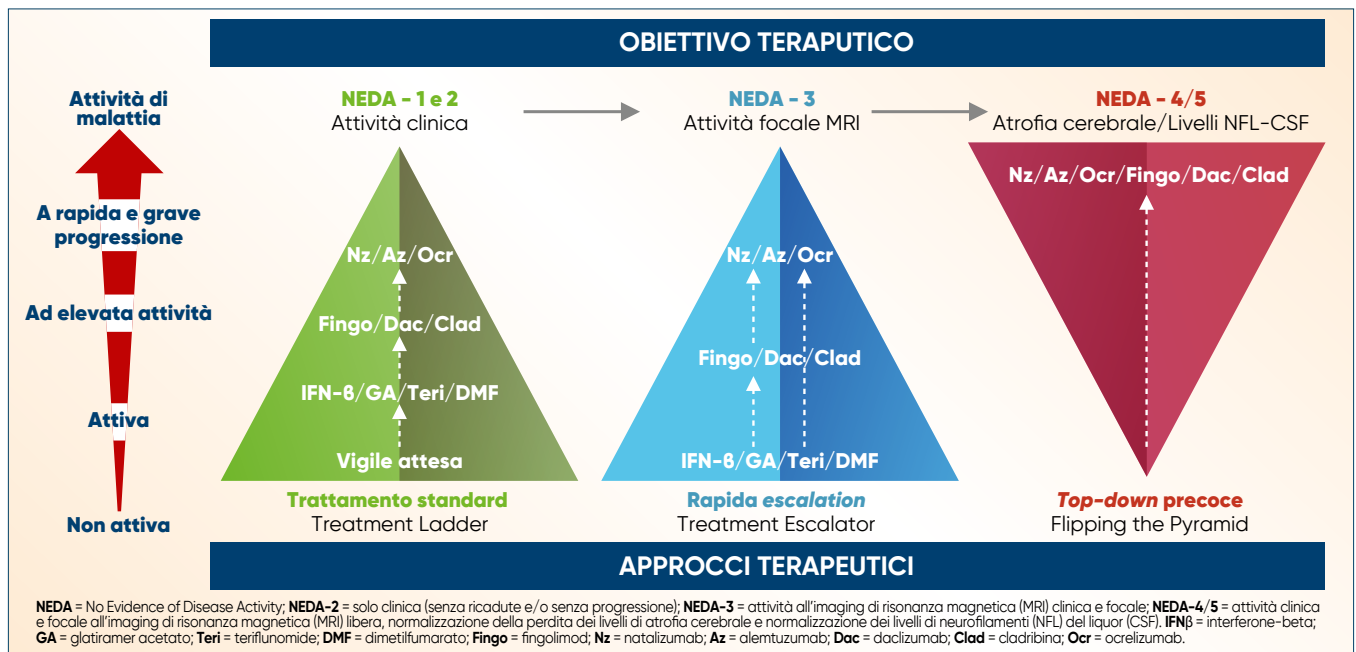 OBIETTIVO TERAPUTICO
Attività di
malattia
A rapida e grave
progressione
Ad elevata attività
Attiva
Non attiva
NEDA - 1 e 2
Attività clinica
Nz/Az/Ocr
Fingo/Dac/Clad
IFN-β/GA/Teri/DMF
Vigile attesa
Trattamento standard
Treatment Ladder
NEDA - 3
Attività focale MRI
Nz/Az/Ocr
Fingo/Dac/Clad
IFN-β/GA/Teri/DMF
Rapida escalation
Treatment Escalator
NEDA - 4/5
Atrofia cerebrale/Livelli NFL-CSF
Nz/Az/Ocr/Fingo/Dac/Clad
Top-down precoce
Flipping the Pyramid
APPROCCI TERAPEUTICI
NEDA = No Evidence of Disease Activity; NEDA-2 = solo clinica (senza ricadute e/o senza progressione); NEDA-3 = attività all'imaging di risonanza magnetica (MRI) clinica e focale; NEDA-4/5 = attività clinica
e focale all'imaging di risonanza magnetica (MRI) libera, normalizzazione della perdita dei livelli di atrofia cerebrale e normalizzazione dei livelli di neurofilamenti (NFL) del liquor (CSF). IFNβ = interferone-beta;
GA = glatiramer acetato; Teri = teriflunomide; DMF = dimetilfumarato; Fingo = fingolimod; Nz = natalizumab; Az = alemtuzumab; Dac = daclizumab; Clad = cladribina; Ocr = ocrelizumab.